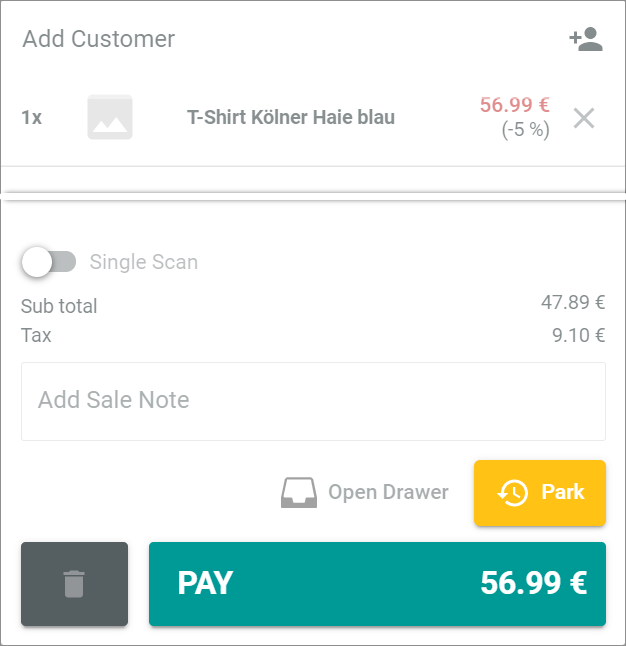 Add Customer
1x T-Shirt Kölner Haie blau 56.99 €
(-5 %)
Single Scan
Sub total 47.89 €
Tax 9.10 €
Add Sale Note
Open Drawer Park
PAY 56.99 €